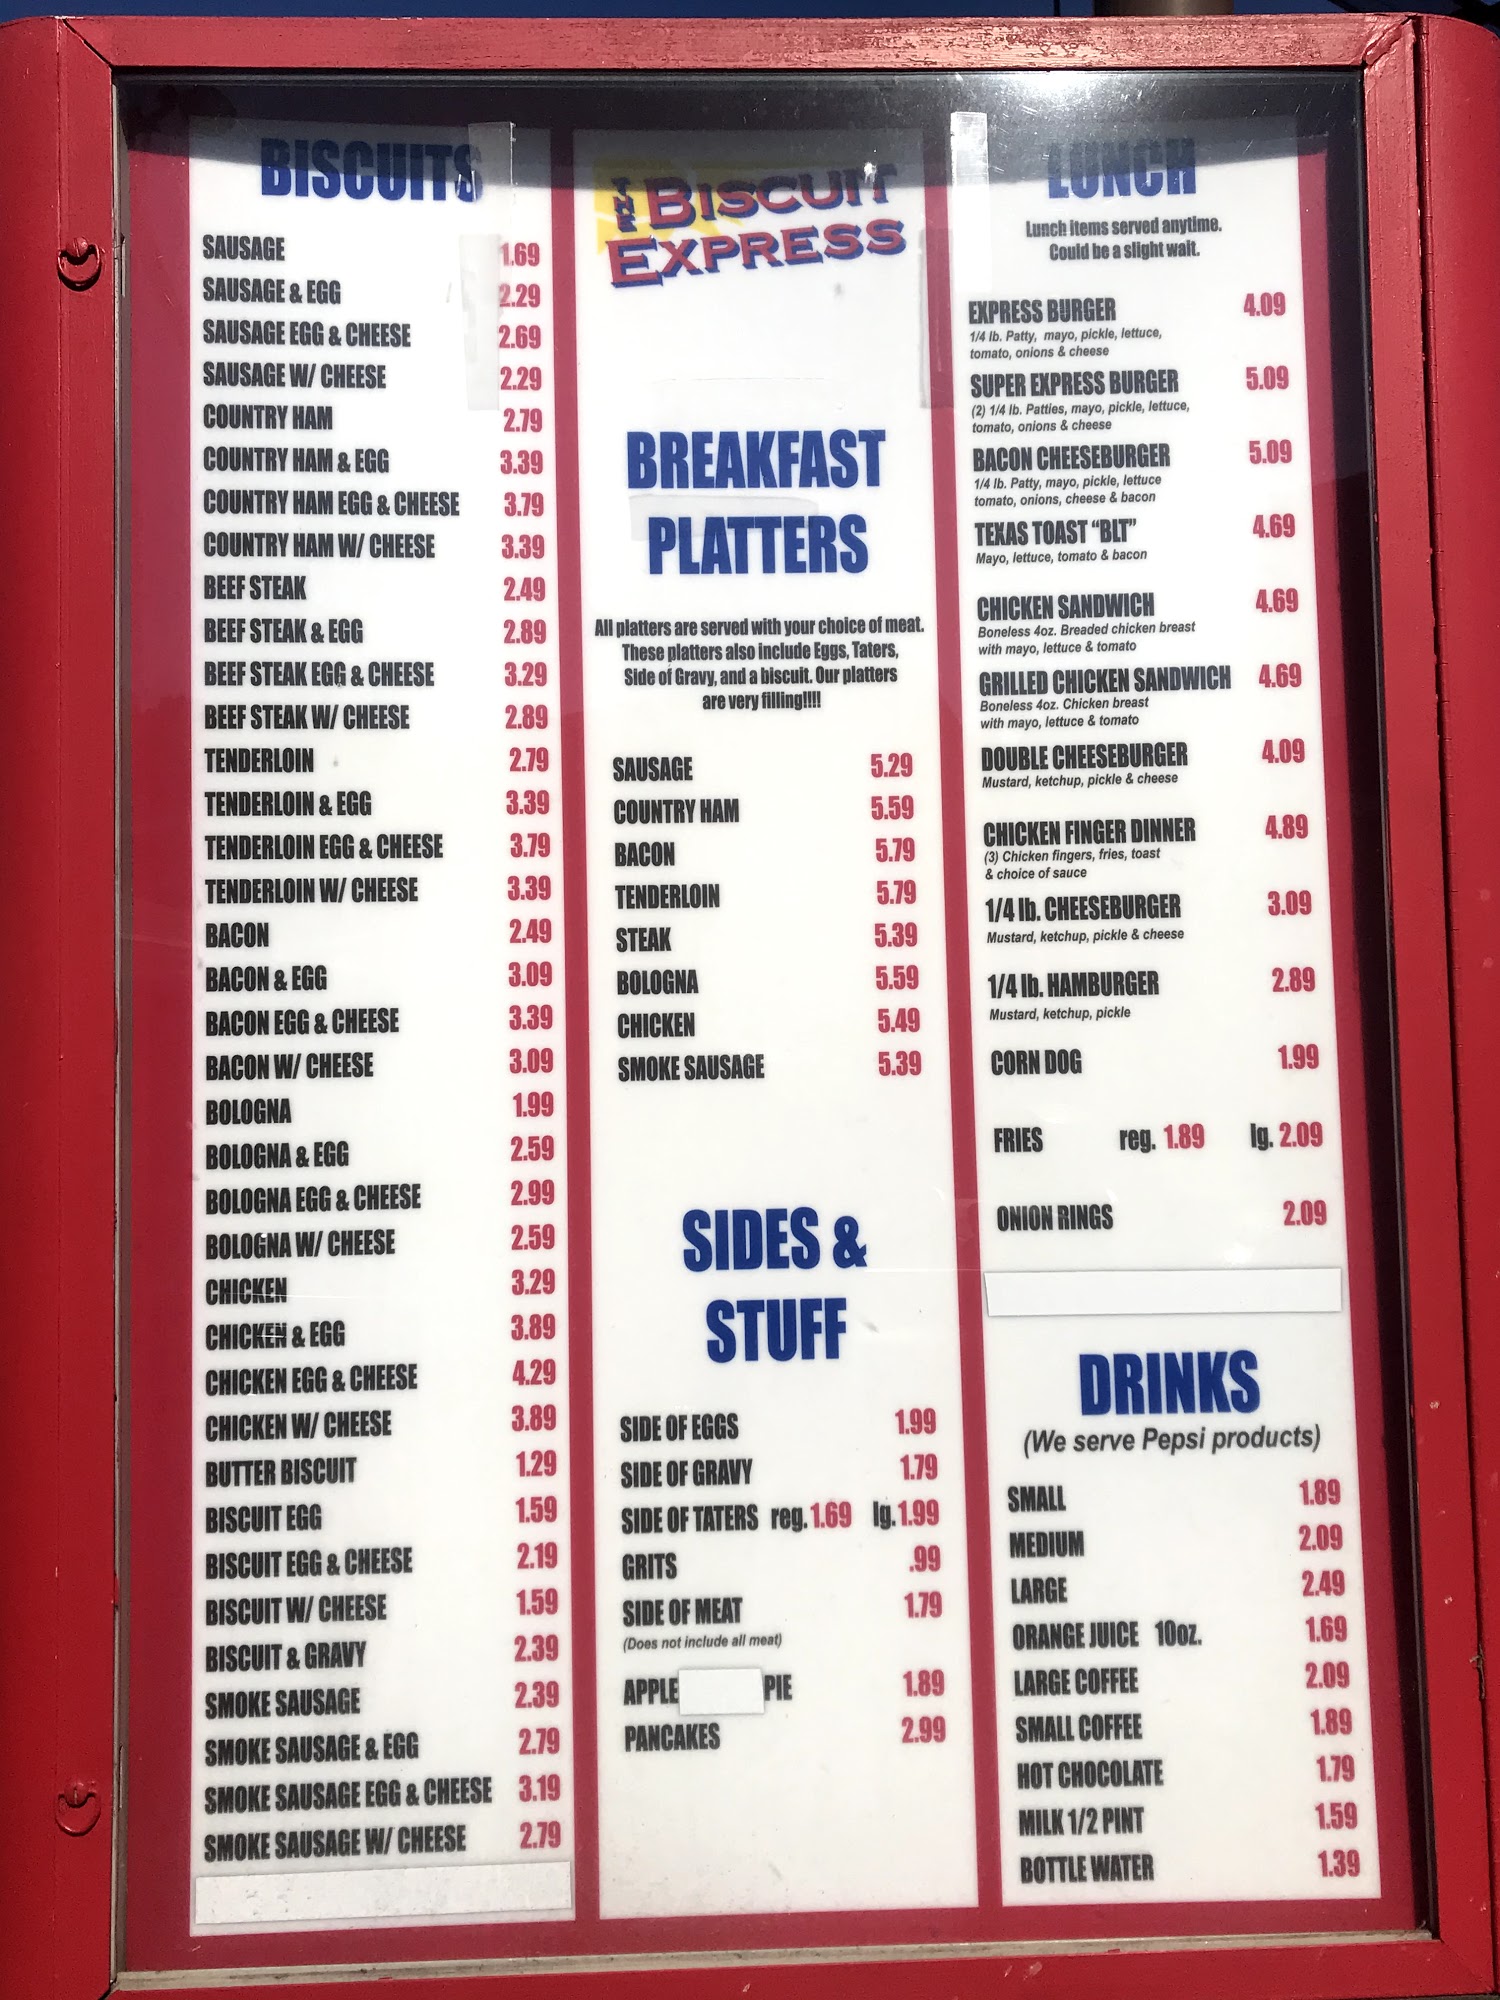 BISCUITS
SAUSAGE 1.69
SAUSAGE & EGG 2.29
SAUSAGE EGG & CHEESE 2.69
SAUSAGE W/ CHEESE 2.29
COUNTRY HAM 2.79
COUNTRY HAM & EGG 3.39
COUNTRY HAM EGG & CHEESE 3.79
COUNTRY HAM W/ CHEESE 3.39
BEEF STEAK 2.49
BEEF STEAK & EGG 2.89
BEEF STEAK EGG & CHEESE 3.29
BEEF STEAK W/ CHEESE 2.89
TENDERLOIN 2.79
TENDERLOIN & EGG 3.39
TENDERLOIN EGG & CHEESE 3.79
TENDERLOIN W/ CHEESE 3.39
BACON 2.49
BACON & EGG 3.09
BACON EGG & CHEESE 3.39
BACON W/ CHEESE 3.09
BOLOGNA 1.99
BOLOGNA & EGG 2.59
BOLOGNA EGG & CHEESE 2.99
BOLOGNA W/ CHEESE 2.59
CHICKEN 3.29
CHICKEN & EGG 3.89
CHICKEN EGG & CHEESE 4.29
CHICKEN W/ CHEESE 3.89
BUTTER BISCUIT 1.29
BISCUIT EGG 1.59
BISCUIT EGG & CHEESE 2.19
BISCUIT W/ CHEESE 1.59
BISCUIT & GRAVY 2.39
SMOKE SAUSAGE 2.39
SMOKE SAUSAGE & EGG 2.79
SMOKE SAUSAGE EGG & CHEESE 3.19
SMOKE SAUSAGE W/ CHEESE 2.79
THE BISCUIT
EXPRESS
BREAKFAST
PLATTERS
All platters are served with your choice of meat.
These platters also include Eggs, Taters,
Side of Gravy, and a biscuit. Our platters
are very filling!!!!
SAUSAGE 5.29
COUNTRY HAM 5.59
BACON 5.79
TENDERLOIN 5.79
STEAK 5.39
BOLOGNA 5.59
CHICKEN 5.49
SMOKE SAUSAGE 5.39
SIDES &
STUFF
SIDE OF EGGS 1.99
SIDE OF GRAVY 1.79
SIDE OF TATERS reg. 1.69 lg. 1.99
GRITS .99
SIDE OF MEAT 1.79
(Does not include all meat)
APPLE PIE 1.89
PANCAKES 2.99
LUNCH
Lunch items served anytime.
Could be a slight wait.
EXPRESS BURGER 4.09
1/4 lb. Patty, mayo, pickle, lettuce,
tomato, onions & cheese
SUPER EXPRESS BURGER 5.09
(2) 1/4 lb. Patties, mayo, pickle, lettuce,
tomato, onions & cheese
BACON CHEESEBURGER 5.09
1/4 lb. Patty, mayo, pickle, lettuce
tomato, onions, cheese & bacon
TEXAS TOAST "BLT" 4.69
Mayo, lettuce, tomato & bacon
CHICKEN SANDWICH 4.69
Boneless 4oz. Breaded chicken breast
with mayo, lettuce & tomato
GRILLED CHICKEN SANDWICH 4.69
Boneless 4oz. Chicken breast
with mayo, lettuce & tomato
DOUBLE CHEESEBURGER 4.09
Mustard, ketchup, pickle & cheese
CHICKEN FINGER DINNER 4.89
(3) Chicken fingers, fries, toast
& choice of sauce
1/4 lb. CHEESEBURGER 3.09
Mustard, ketchup, pickle & cheese
1/4 lb. HAMBURGER 2.89
Mustard, ketchup, pickle
CORN DOG 1.99
FRIES reg. 1.89 lg. 2.09
ONION RINGS 2.09
DRINKS
(We serve Pepsi products)
SMALL 1.89
MEDIUM 2.09
LARGE 2.49
ORANGE JUICE 10oz. 1.69
LARGE COFFEE 2.09
SMALL COFFEE 1.89
HOT CHOCOLATE 1.79
MILK 1/2 PINT 1.59
BOTTLE WATER 1.39